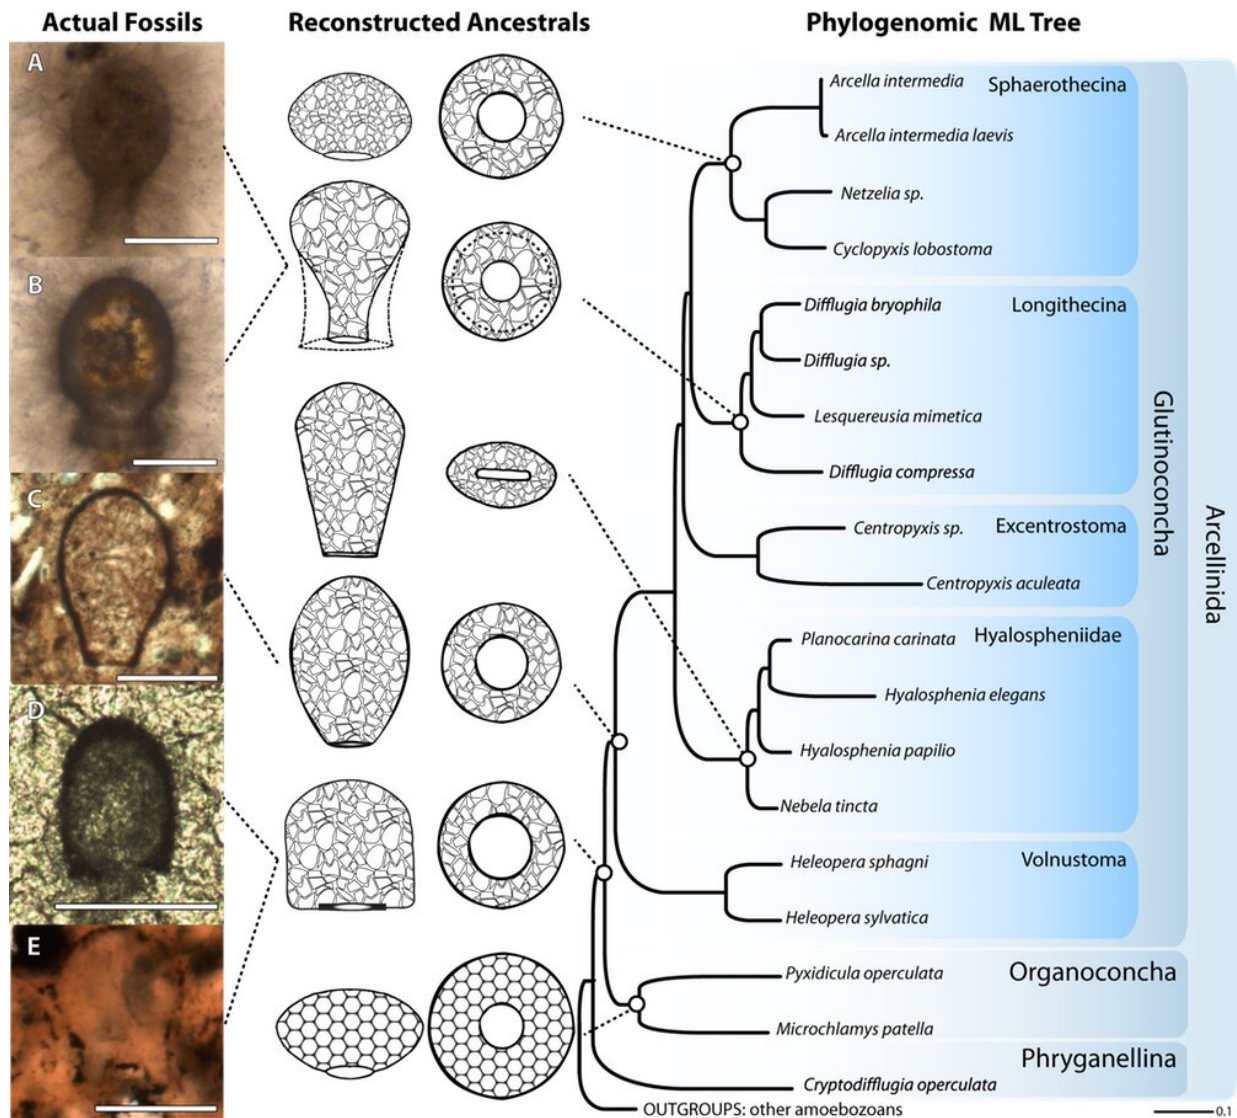 Actual Fossils
Reconstructed Ancestrals
Phylogenomic ML Tree
A
B
C
D
E
Arcella intermedia
Sphaerothecina
Arcella intermedia laevis
Netzelia sp.
Cyclopyxis lobostoma
Difflugia bryophila
Longithecina
Difflugia sp.
Lesquereusia mimetica
Difflugia compressa
Centropyxis sp.
Excentrostoma
Centropyxis aculeata
Planocarina carinata
Hyalospheniidae
Hyalosphenia elegans
Hyalosphenia papilio
Nebela tincta
Heleopera sphagni
Volnustoma
Heleopera sylvatica
Glutinoconcha
Pyxidicula operculata
Organoconcha
Microchlamys patella
Phryganellina
Cryptodifflugia operculata
Arcellinida
OUTGROUPS: other amoebozoans
0.1